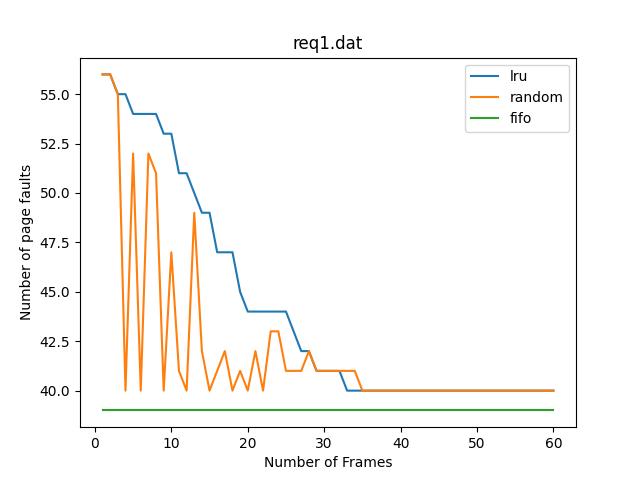 req1.dat
lru
random
fifo
Number of page faults
55.0
52.5
50.0
47.5
45.0
42.5
40.0
0 10 20 30 40 50 60
Number of Frames